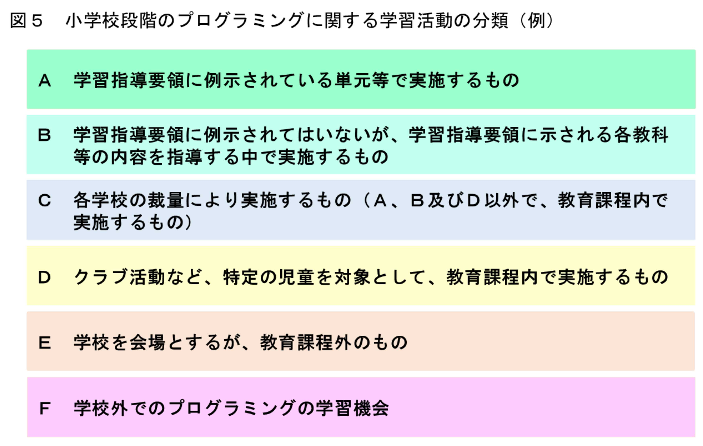 図５　小学校段階のプログラミングに関する学習活動の分類（例）
Ａ　学習指導要領に例示されている単元等で実施するもの
Ｂ　学習指導要領に例示されてはいないが、学習指導要領に示される各教科
等の内容を指導する中で実施するもの
Ｃ　各学校の裁量により実施するもの（Ａ、Ｂ及びＤ以外で、教育課程内で
実施するもの）
Ｄ　クラブ活動など、特定の児童を対象として、教育課程内で実施するもの
Ｅ　学校を会場とするが、教育課程外のもの
Ｆ　学校外でのプログラミングの学習機会